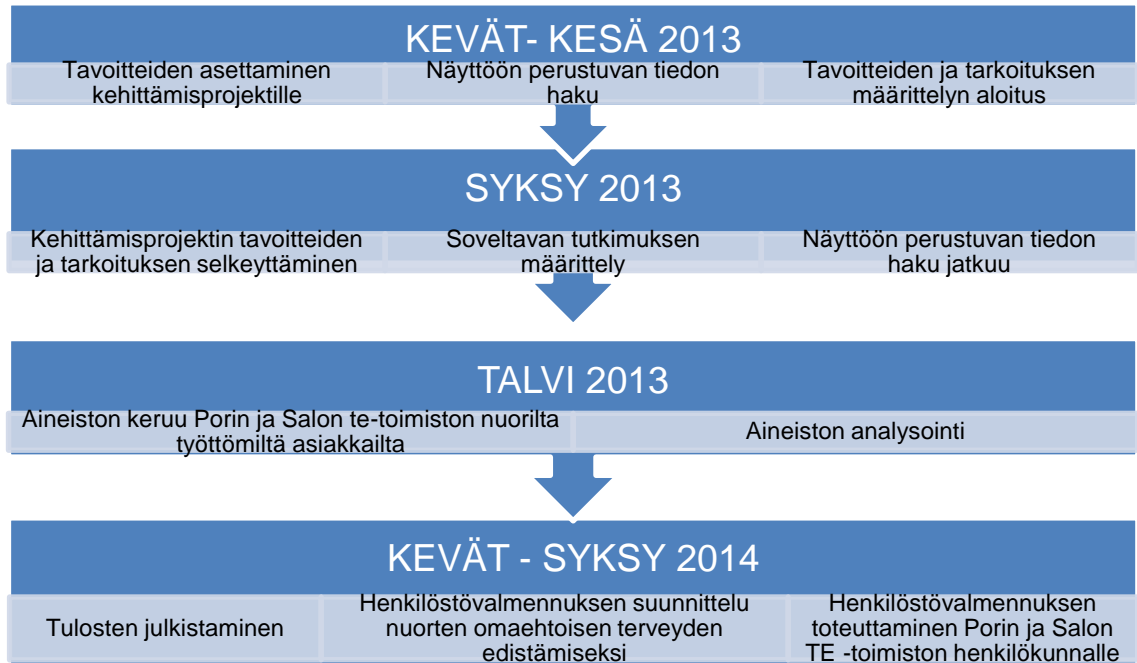 KEVÄT- KESÄ 2013
Tavoitteiden asettaminen
kehittämisprojektille
Näyttöön perustuvan tiedon
haku
Tavoitteiden ja tarkoituksen
määrittelyn aloitus
SYKSY 2013
Kehittämisprojektin tavoitteiden
ja tarkoituksen selkeyttäminen
Soveltavan tutkimuksen
määrittely
Näyttöön perustuvan tiedon
haku jatkuu
TALVI 2013
Aineiston keruu Porin ja Salon te-toimiston nuorilta
työttömiltä asiakkailta
Aineiston analysointi
KEVÄT - SYKSY 2014
Tulosten julkistaminen
Henkilöstövalmennuksen suunnittelu
nuorten omaehtoisen terveyden
edistämiseksi
Henkilöstövalmennuksen
toteuttaminen Porin ja Salon
TE -toimiston henkilökunnalle